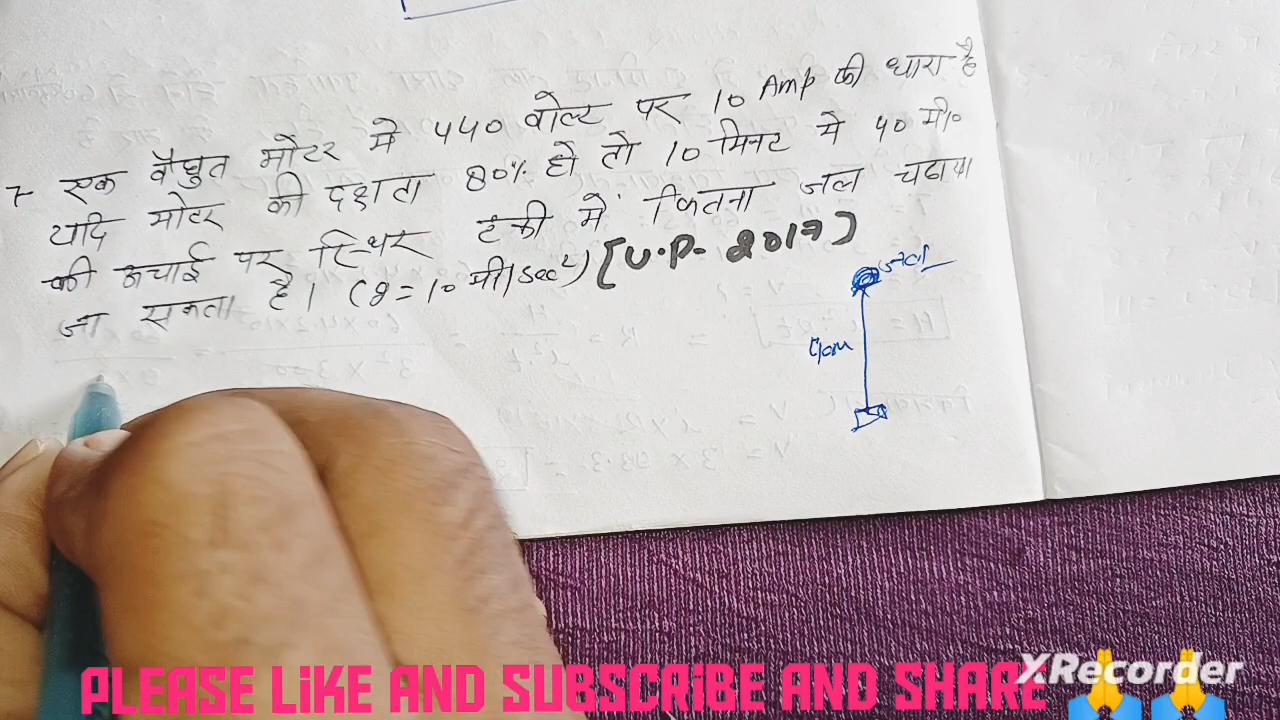 7 एक वैघुत मोटर मे 440 वोल्ट पर 10 Amp की धारा है
यदि मोटर की दक्षता 80% हो तो 10 मिनट मे 40 मी०
की ऊचाई पर स्थिर टंकी में कितना जल चढाया
जा सकता है। (g = 10 मी/sec²) [U.P. 2017)
जल
40m
PLEASE LIKE AND SUBSCRIBE AND SHARE 🙏🙏
XRecorder